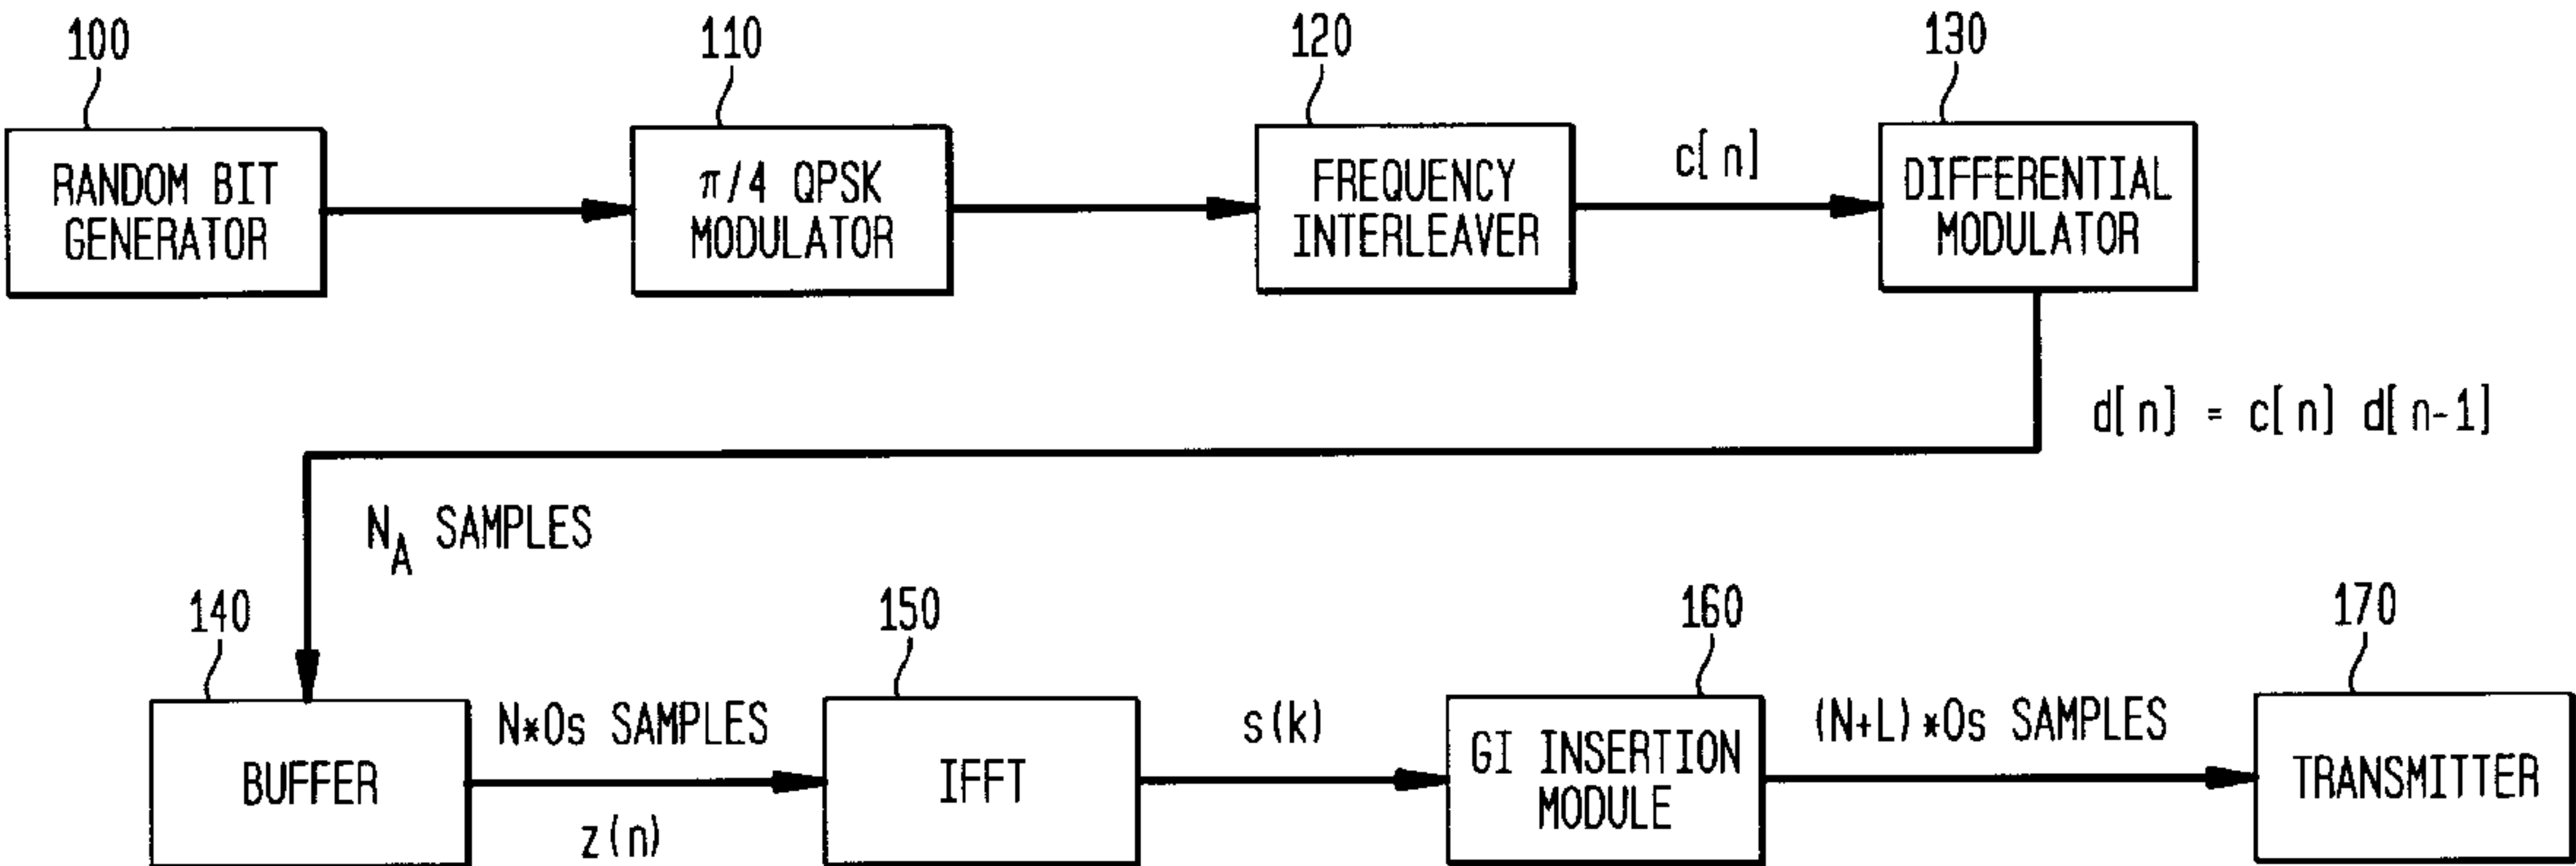 100
110
120
130
RANDOM BIT
GENERATOR
π/4 QPSK
MODULATOR
FREQUENCY
INTERLEAVER
c[n]
DIFFERENTIAL
MODULATOR
d[n] = c[n] d[n-1]
N_A SAMPLES
140
150
160
170
BUFFER
N*Os SAMPLES
z(n)
IFFT
s(k)
GI INSERTION
MODULE
(N+L)*Os SAMPLES
TRANSMITTER